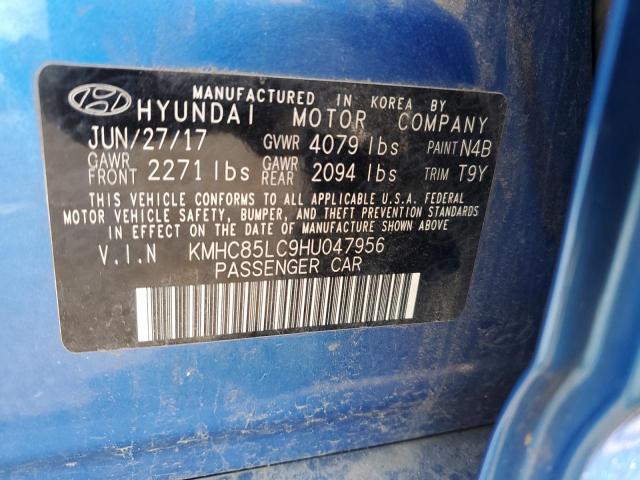 MANUFACTURED IN KOREA BY
HYUNDAI MOTOR COMPANY
JUN/27/17 GVWR 4079 lbs PAINT N4B
GAWR FRONT 2271 lbs GAWR REAR 2094 lbs TRIM T9Y
THIS VEHICLE CONFORMS TO ALL APPLICABLE U.S.A. FEDERAL
MOTOR VEHICLE SAFETY, BUMPER, AND THEFT PREVENTION STANDARDS
IN EFFECT ON THE DATE OF MANUFACTURE SHOWN ABOVE.
V.I.N KMHC85LC9HU047956
PASSENGER CAR